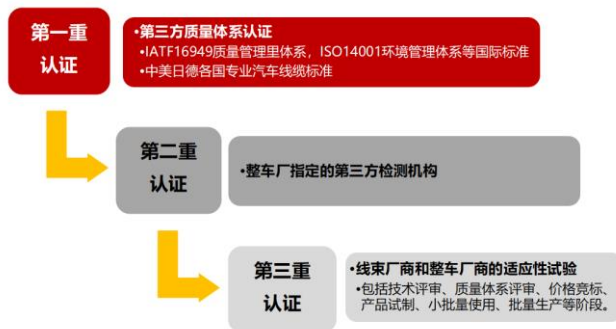 第一重
认证
•第三方质量体系认证
•IATF16949质量管理里体系，ISO14001环境管理体系等国际标准
•中美日德各国专业汽车线缆标准
第二重
认证
•整车厂指定的第三方检测机构
第三重
认证
•线束厂商和整车厂商的适应性试验
•包括技术评审、质量体系评审、价格竞标、
产品试制、小批量使用、批量生产等阶段。